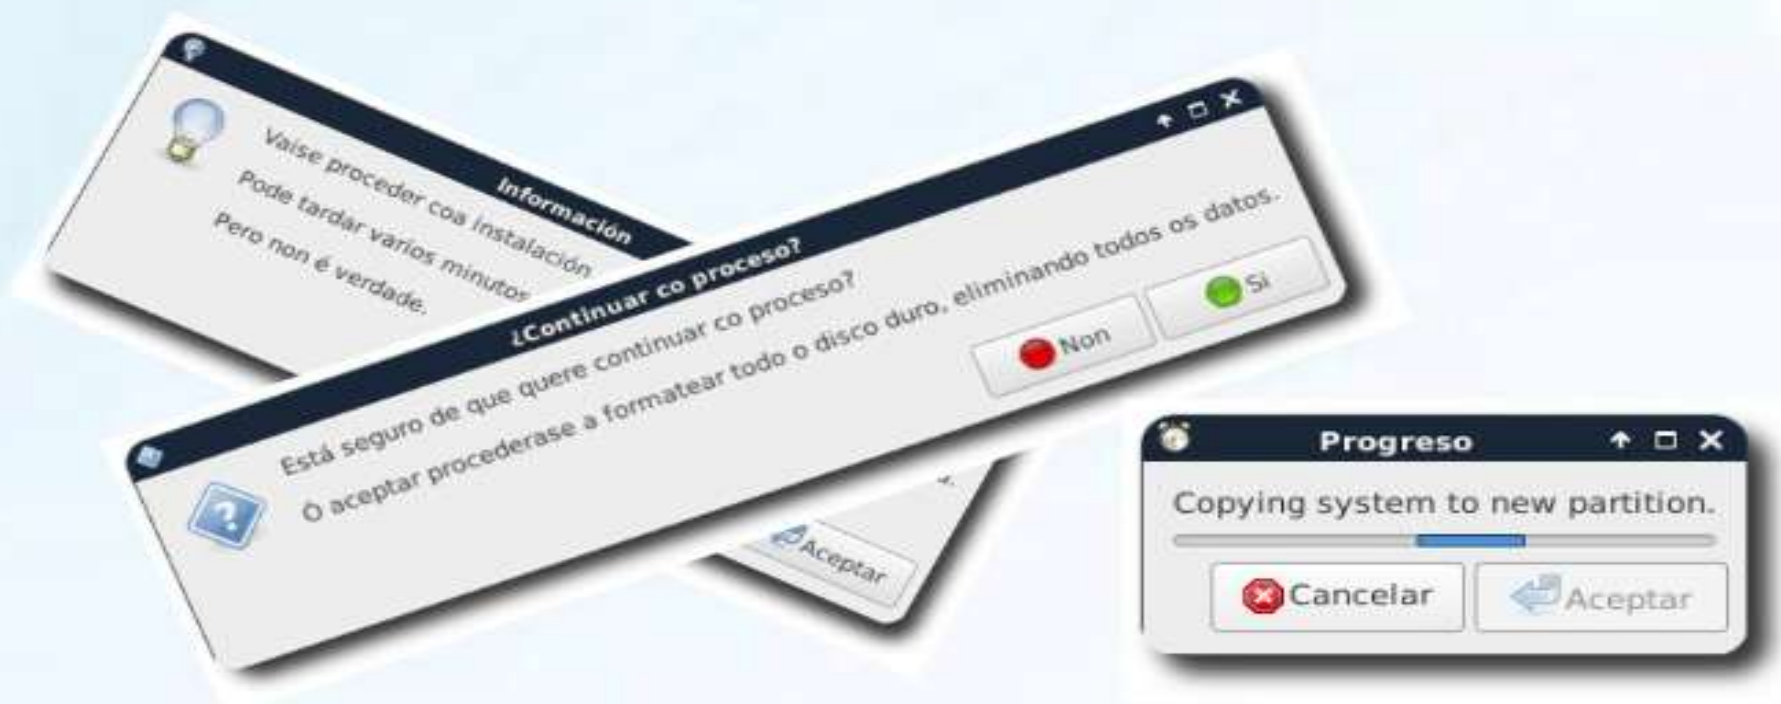 Información
Vaise proceder coa instalación
Pode tardar varios minutos
Pero non é verdade.
Aceptar
¿Continuar co proceso?
Está seguro de que quere continuar co proceso?
Ó aceptar procederase a formatear todo o disco duro, eliminando todos os datos.
Non
Si
Progreso
Copying system to new partition.
Cancelar
Aceptar